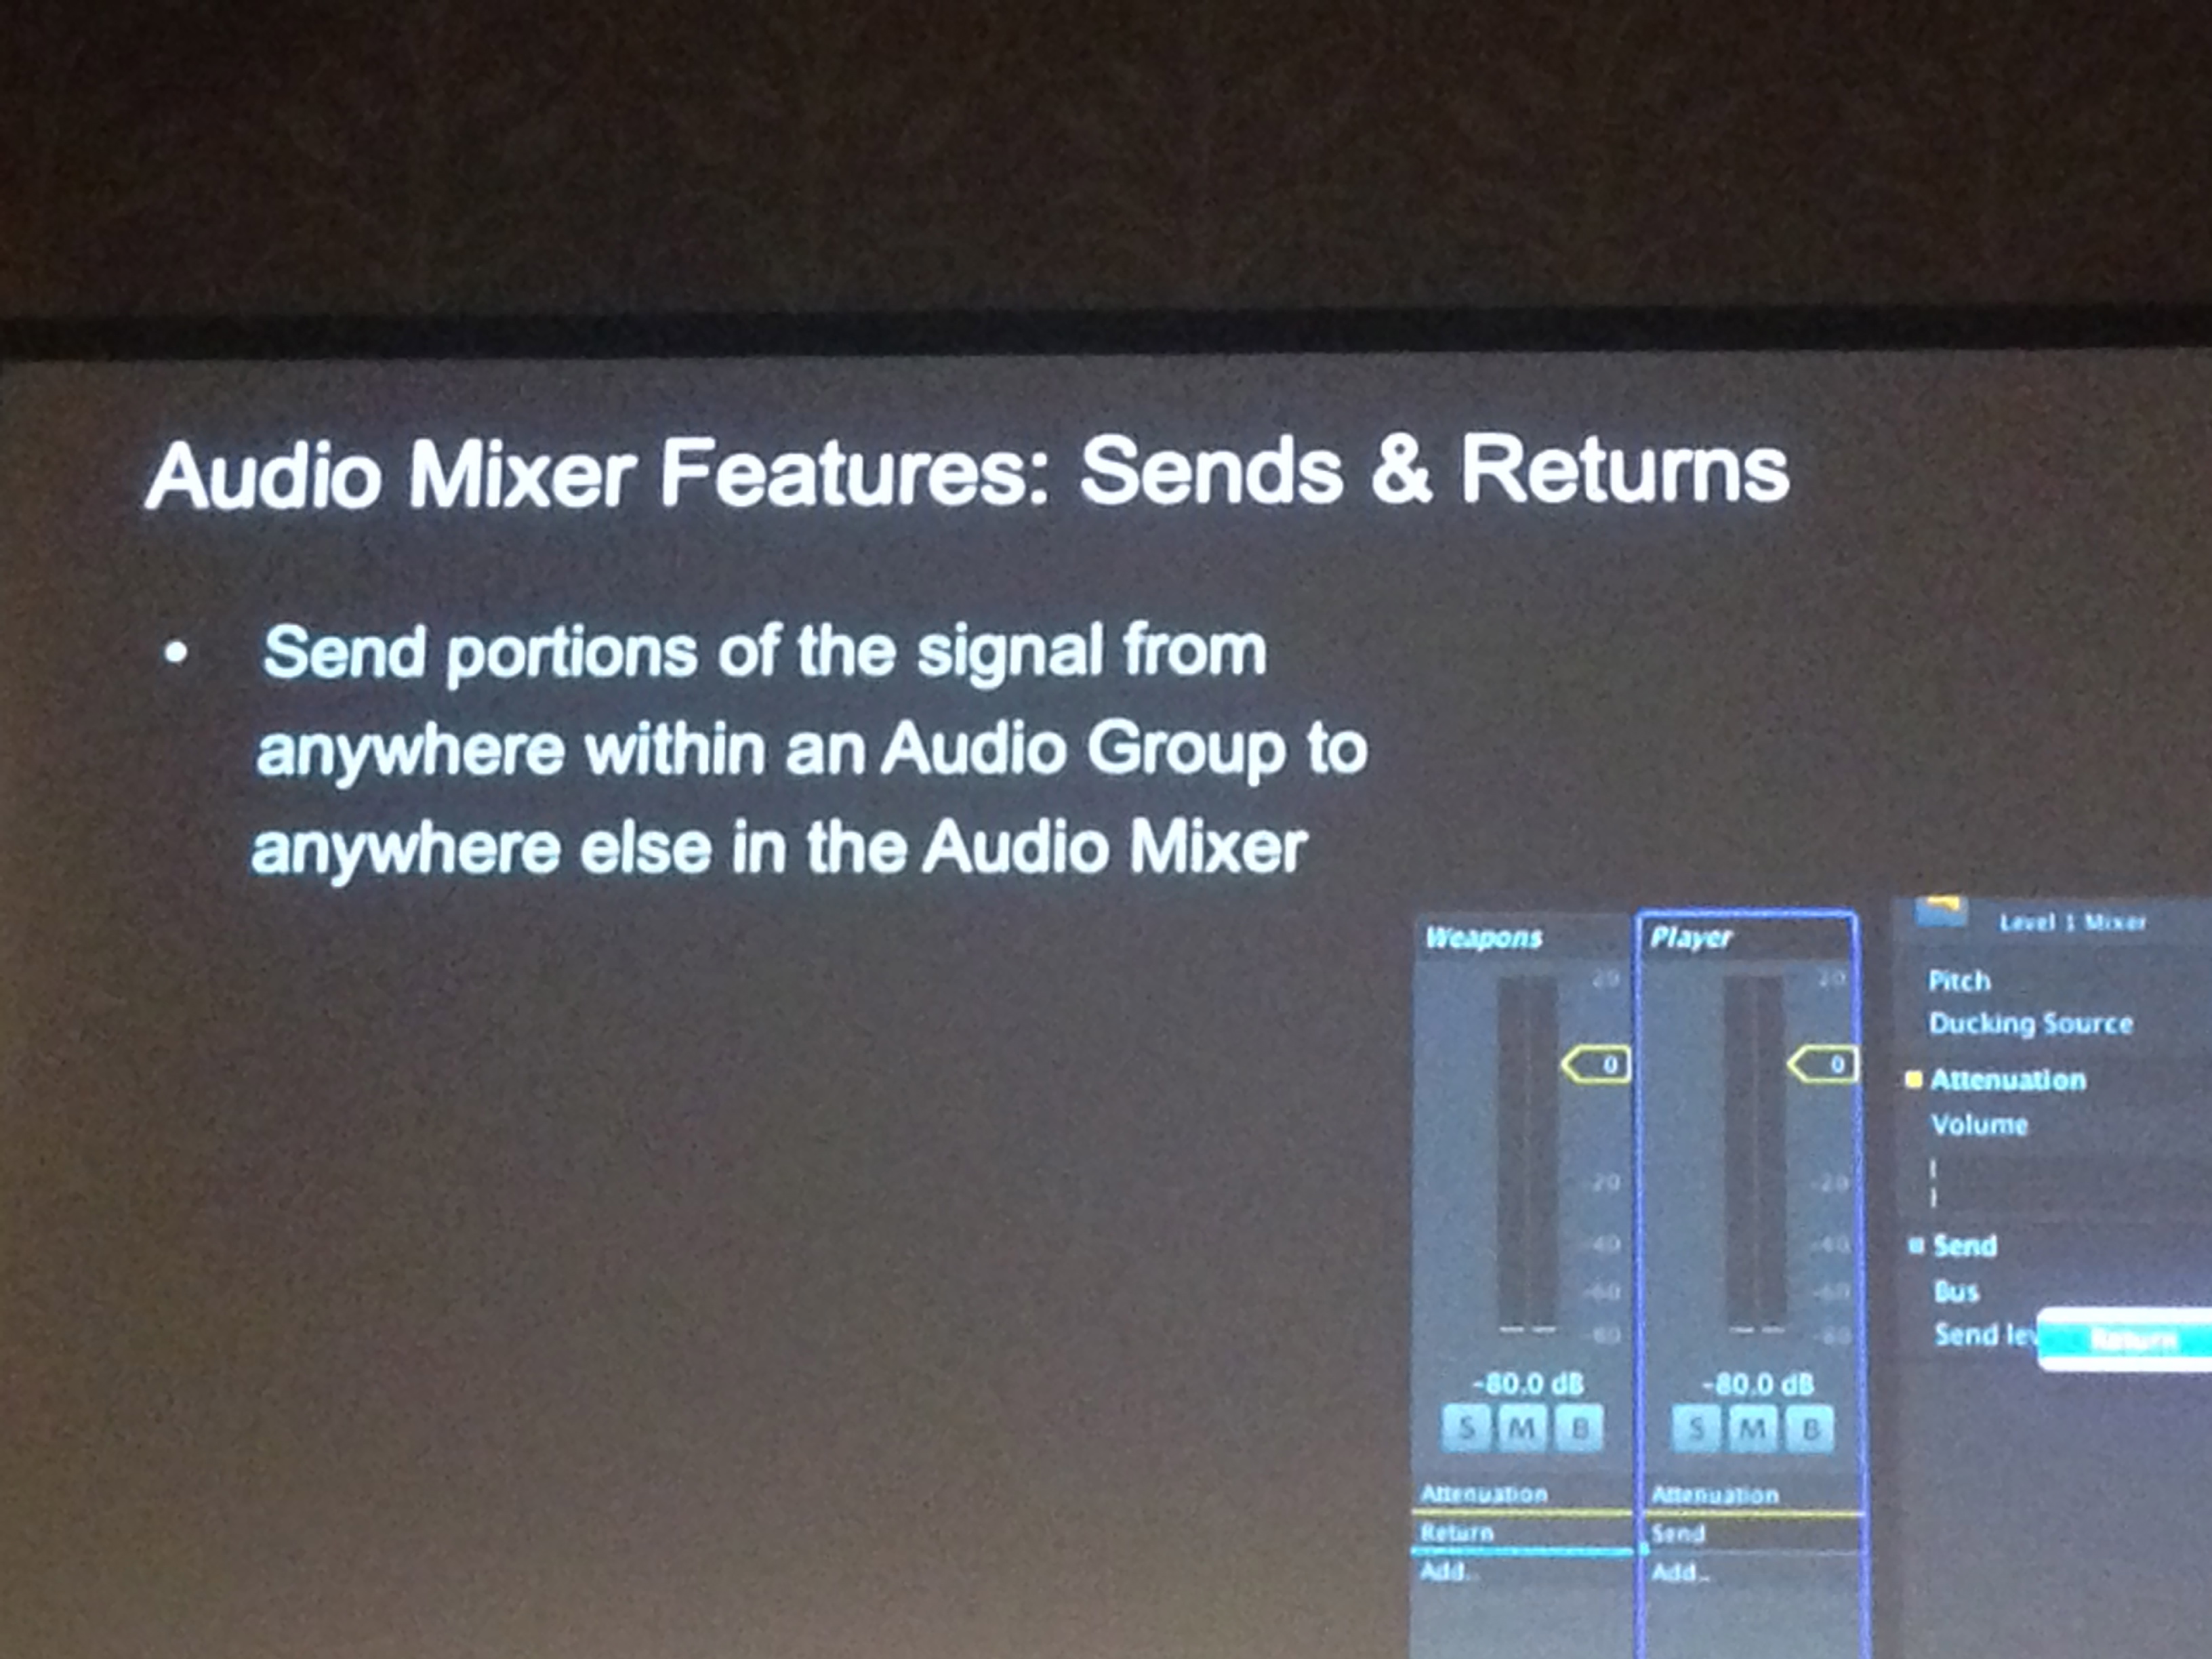 Audio Mixer Features: Sends & Returns
• Send portions of the signal from
anywhere within an Audio Group to
anywhere else in the Audio Mixer
Weapons
20
0
-20
-40
-60
-80
-80.0 dB
S M B
Attenuation
Return
Add..
Player
20
0
-20
-40
-60
-80
-80.0 dB
S M B
Attenuation
Send
Add..
Level 1 Mixer
Pitch
Ducking Source
Attenuation
Volume
Send
Bus
Send lev
Return